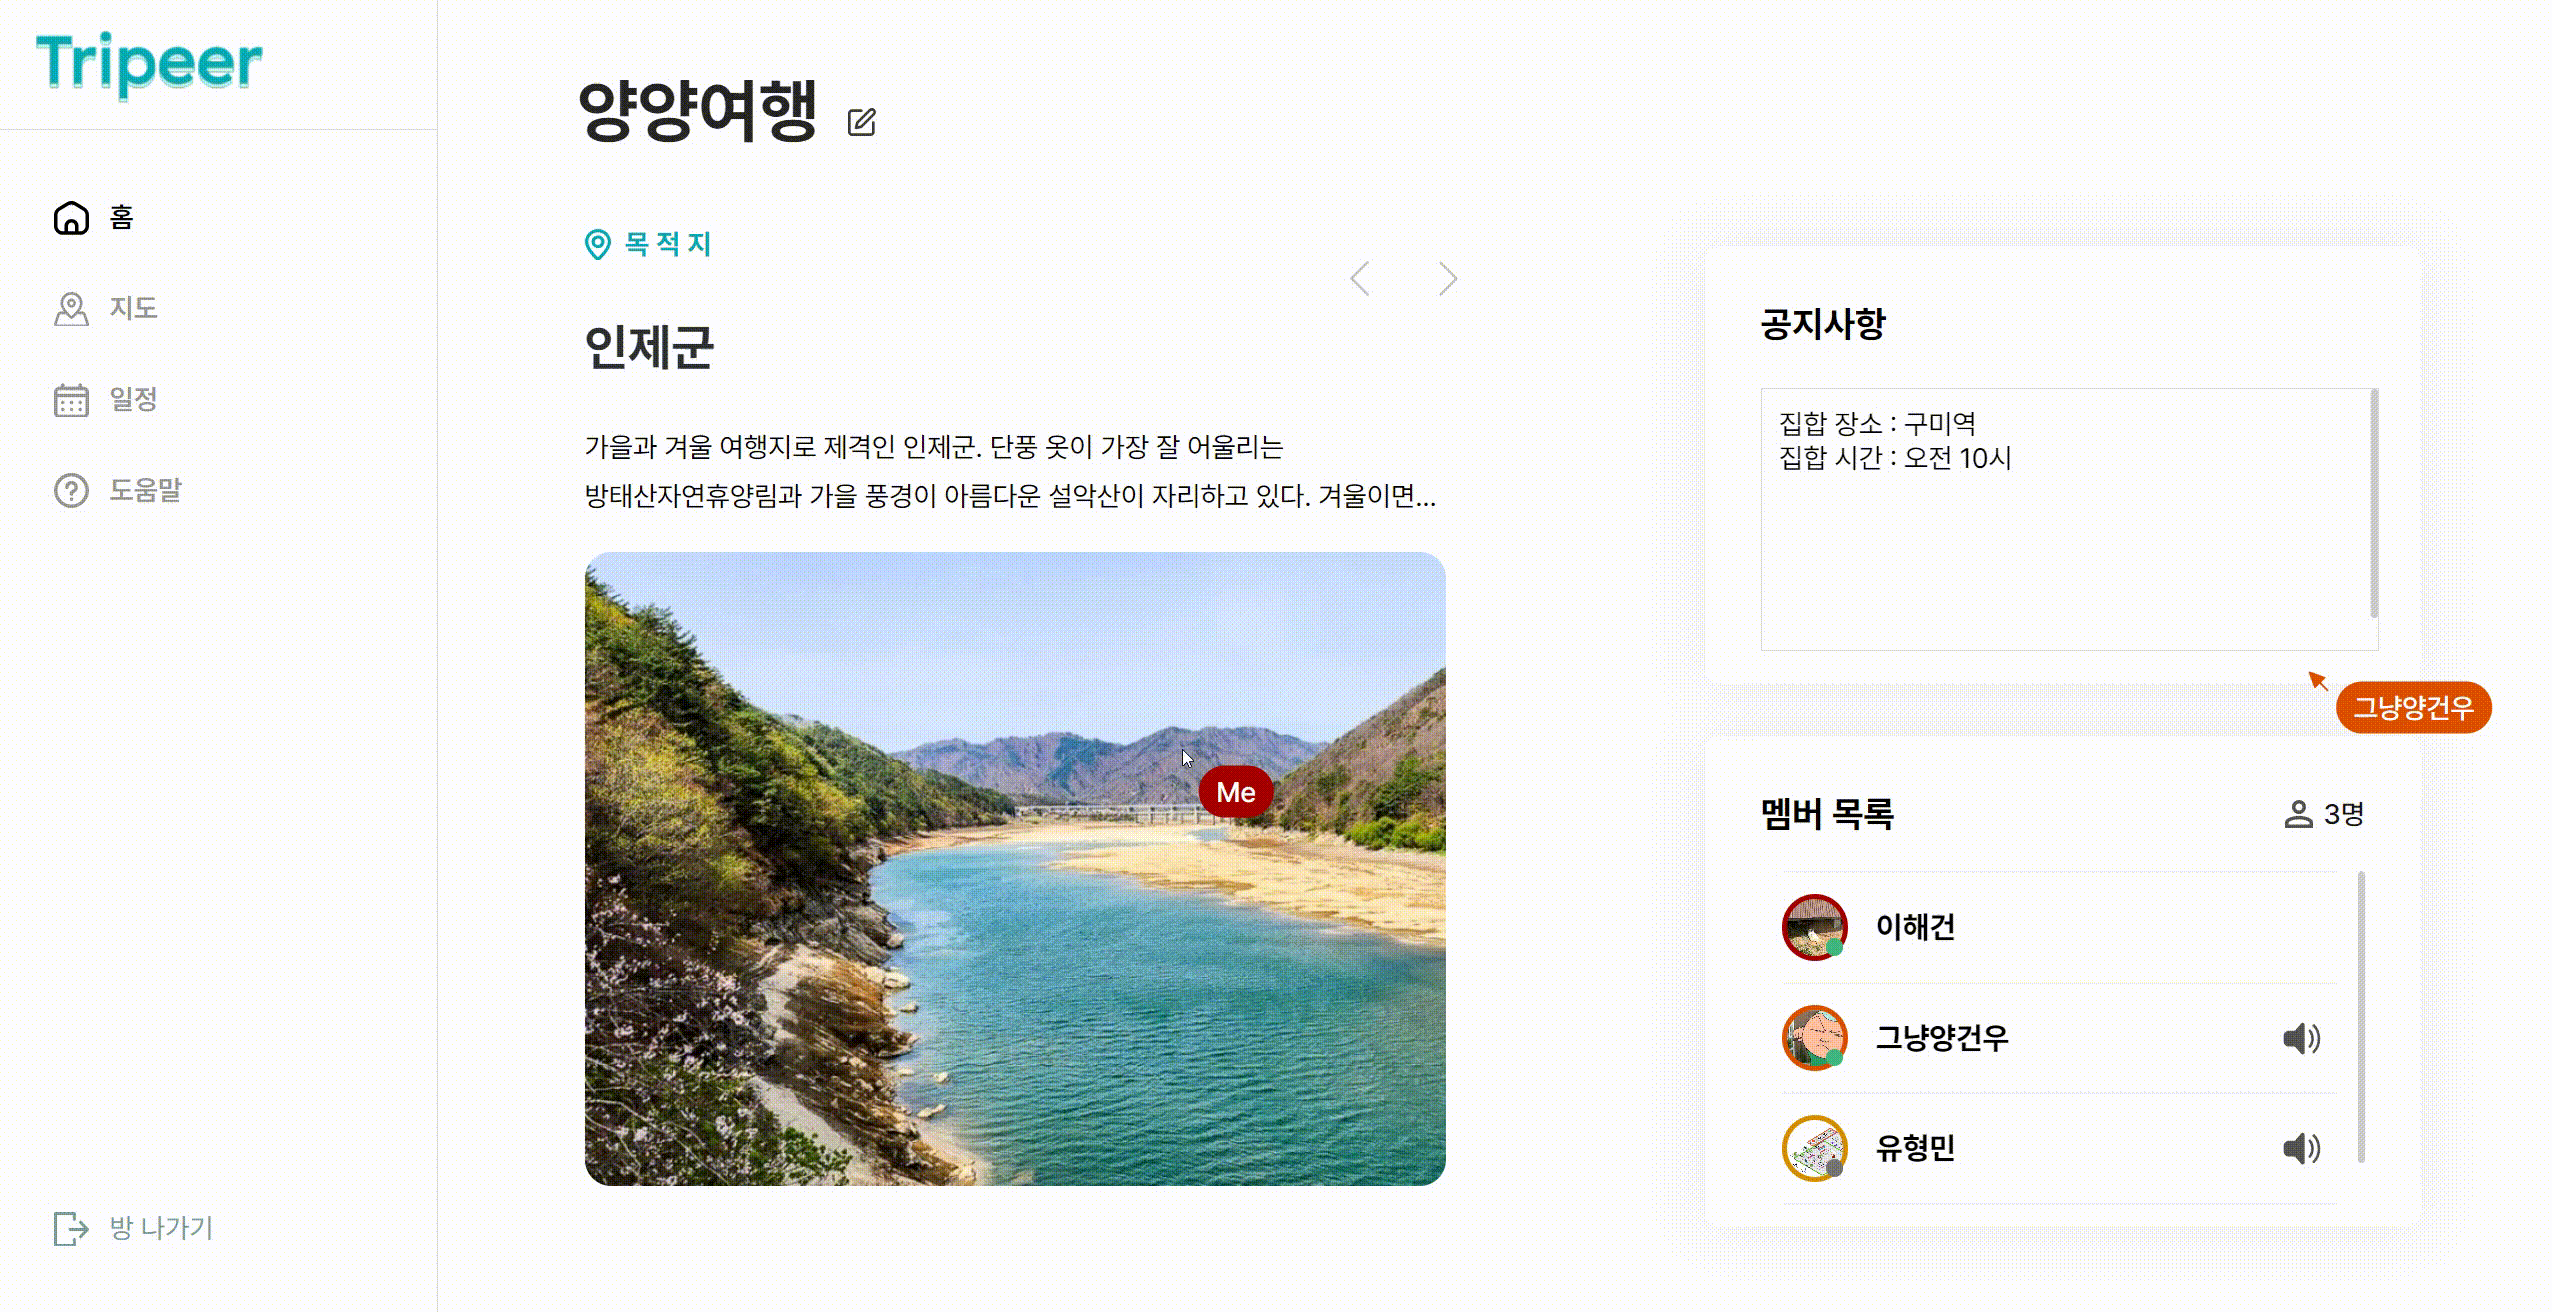 Tripeer
홈
지도
일정
도움말
방 나가기
양양여행
목적지
인제군
가을과 겨울 여행지로 제격인 인제군. 단풍 옷이 가장 잘 어울리는
방태산자연휴양림과 가을 풍경이 아름다운 설악산이 자리하고 있다. 겨울이면...
Me
공지사항
집합 장소 : 구미역
집합 시간 : 오전 10시
그냥양건우
멤버 목록
3명
이해건
그냥양건우
유형민